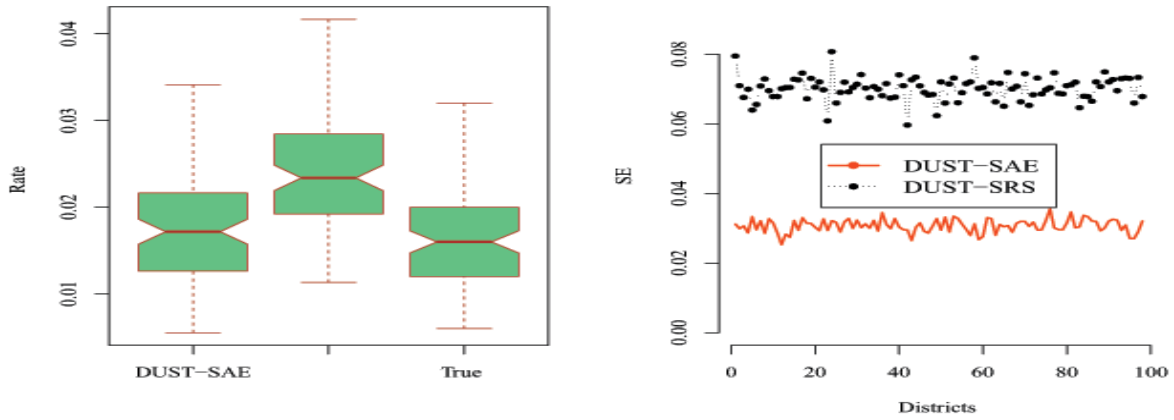 Rate
0.01
0.02
0.03
0.04
DUST−SAE
True
SE
0.00
0.02
0.04
0.06
0.08
DUST−SAE
DUST−SRS
0
20
40
60
80
100
Districts